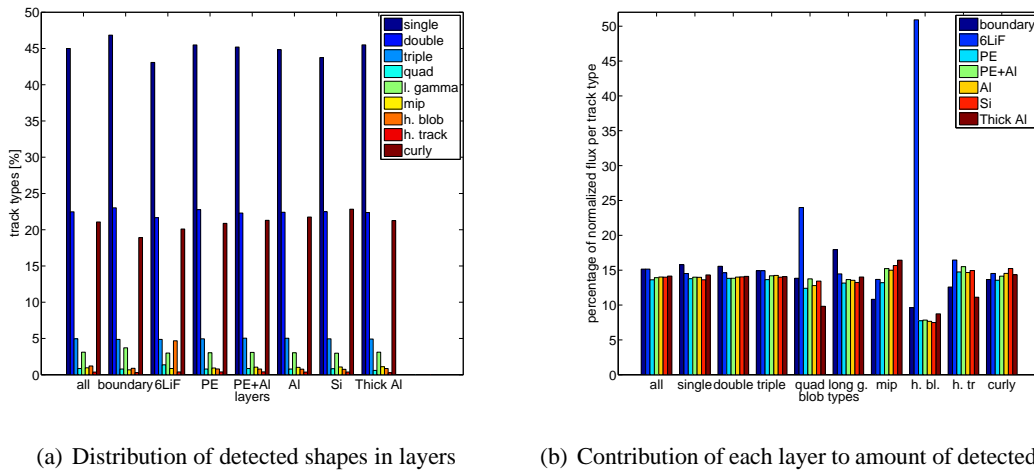 50
45
40
35
30
25
20
15
10
5
0
track types [%]
single
double
triple
quad
l. gamma
mip
h. blob
h. track
curly
all boundary 6LiF PE PE+Al Al Si Thick Al
layers
50
45
40
35
30
25
20
15
10
5
0
percentage of normalized flux per track type
boundary
6LiF
PE
PE+Al
Al
Si
Thick Al
all single double triple quad long g. mip h. bl. h. tr curly
blob types
(a) Distribution of detected shapes in layers
(b) Contribution of each layer to amount of detected